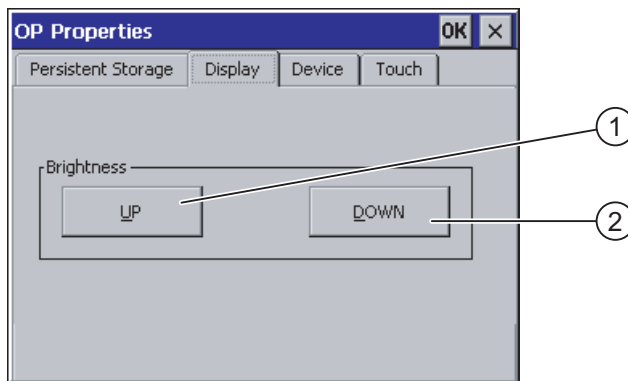 OP Properties OK ×
Persistent Storage Display Device Touch
1
Brightness
UP DOWN
2